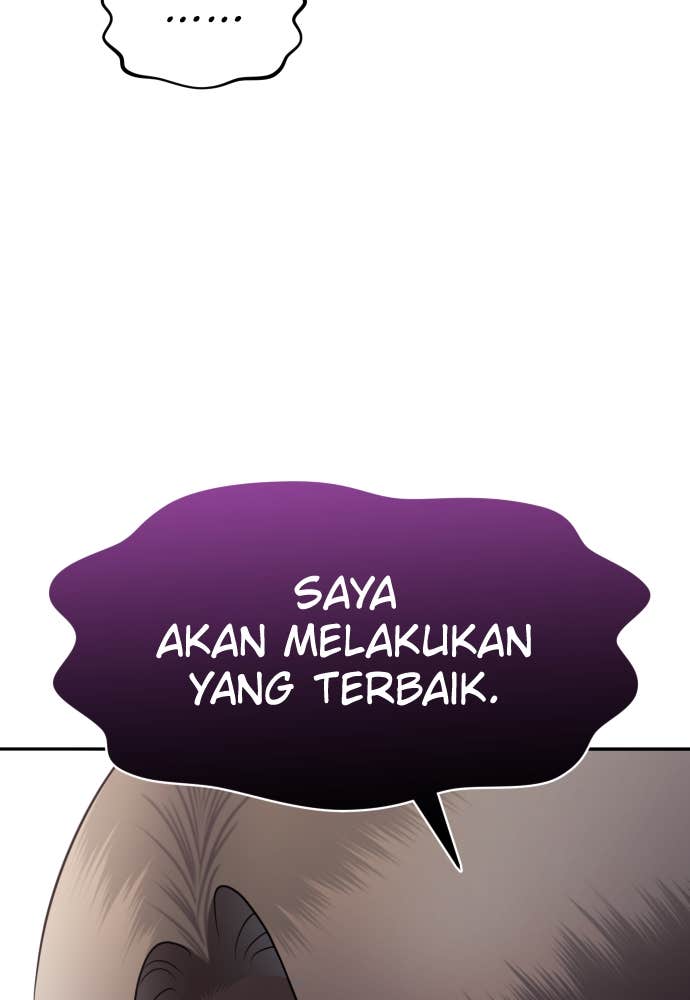 ......
SAYA
AKAN MELAKUKAN
YANG TERBAIK.